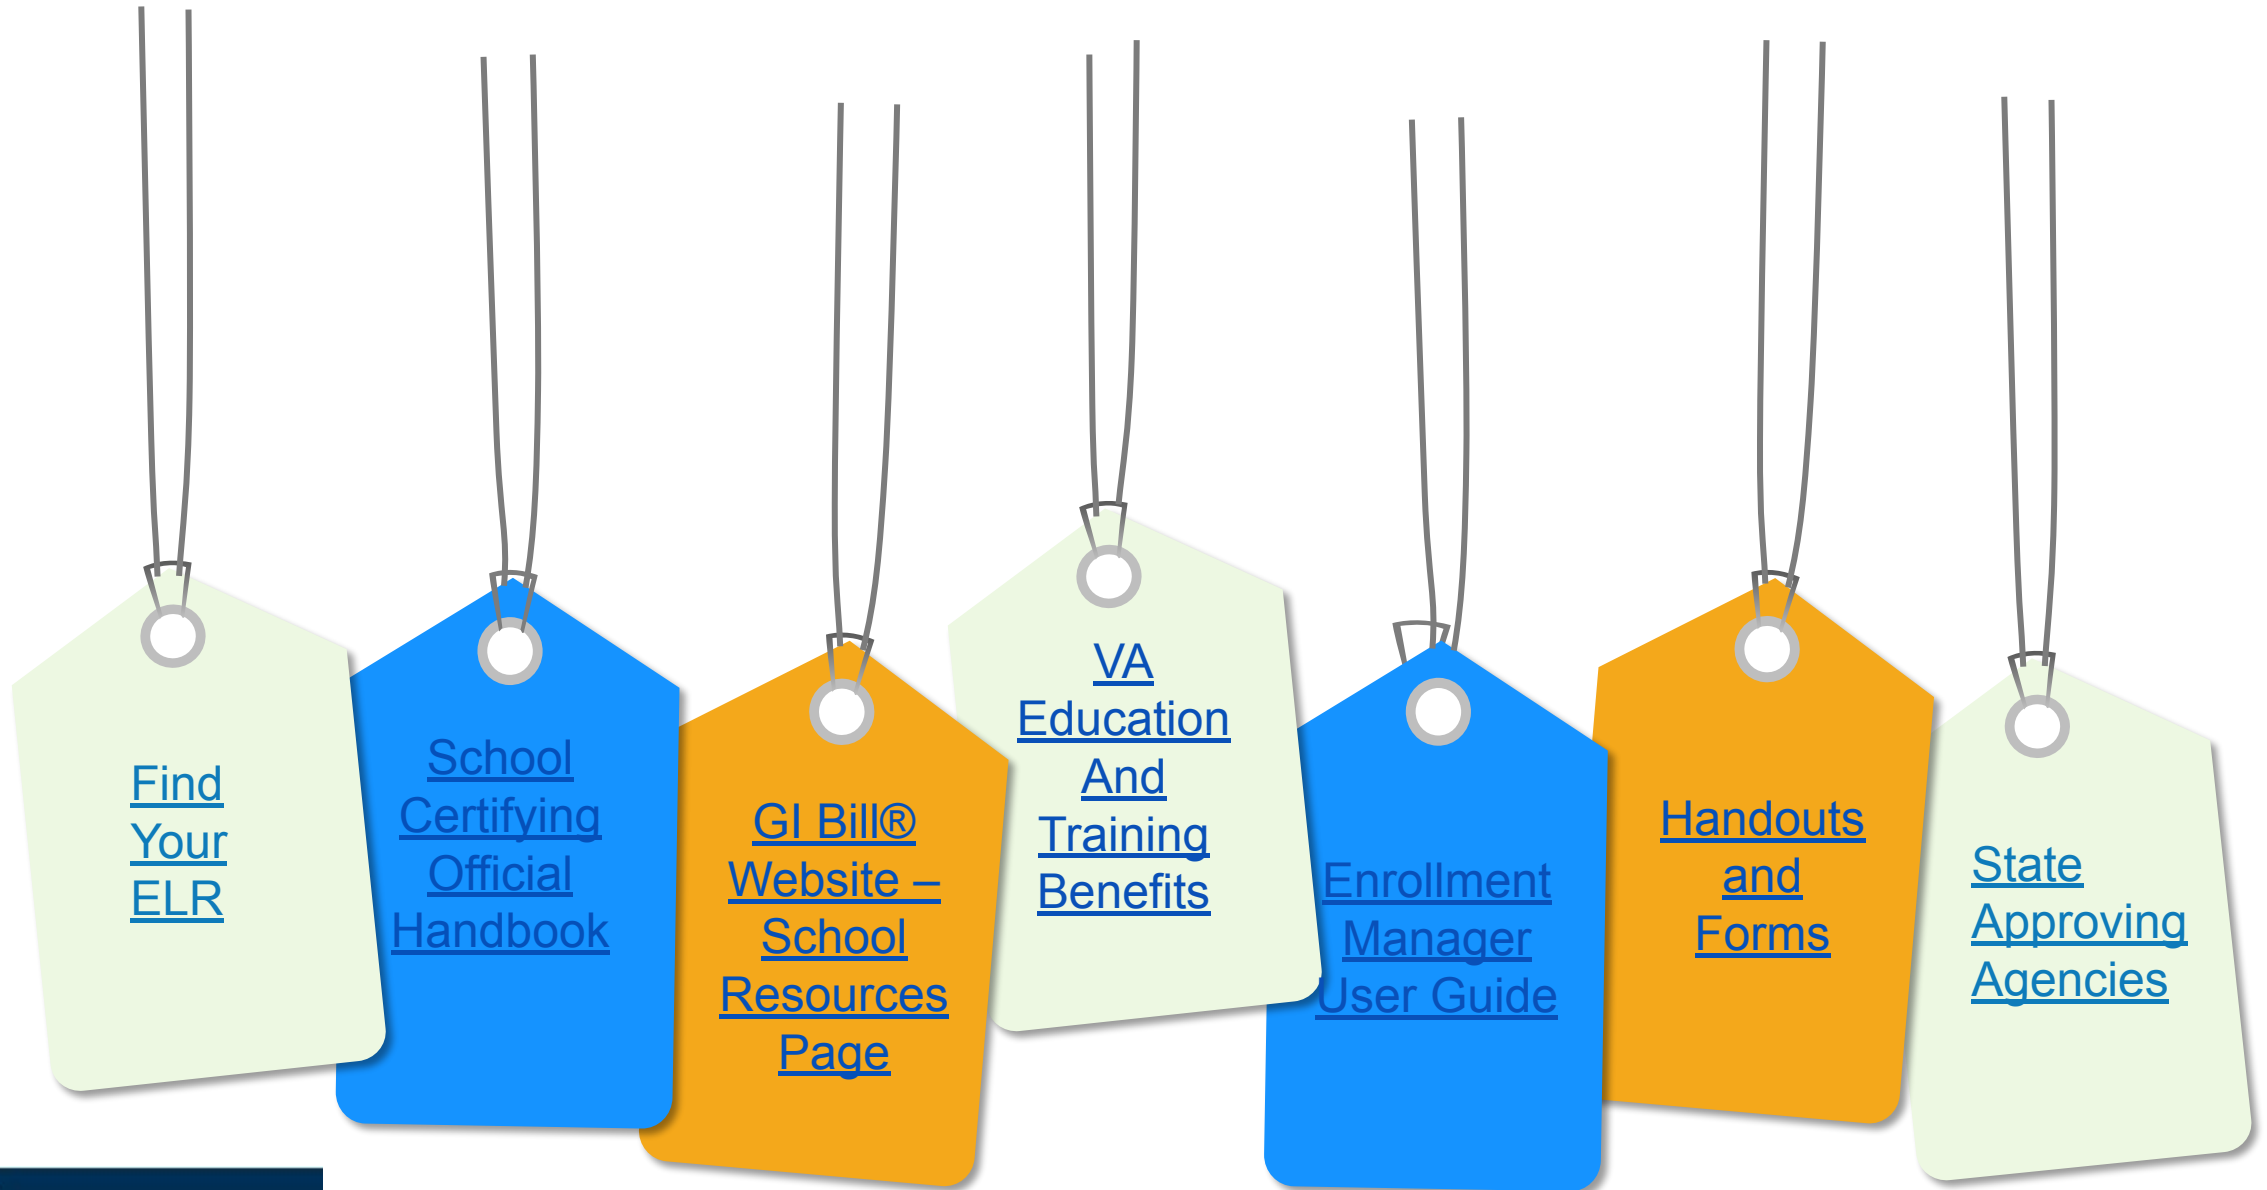 Find
Your
ELR
School
Certifying
Official
Handbook
GI Bill®
Website –
School
Resources
Page
VA
Education
And
Training
Benefits
Enrollment
Manager
User Guide
Handouts
and
Forms
State
Approving
Agencies